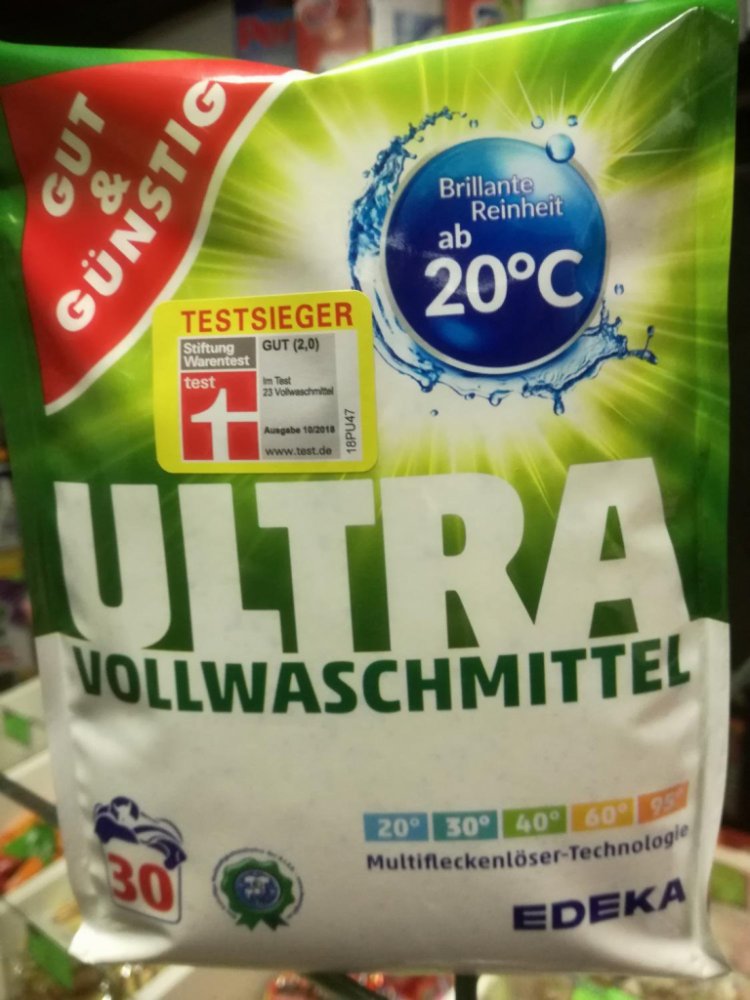 GUT
&
GÜNSTIG
Brillante
Reinheit
ab
20°C
TESTSIEGER
Stiftung
Warentest
test
GUT (2,0)
Im Test
23 Vollwaschmittel
Ausgabe 10/2018
www.test.de
18PU47
ULTRA
VOLLWASCHMITTEL
20° 30° 40° 60° 95°
Multifleckenlöser-Technologie
30
EDEKA